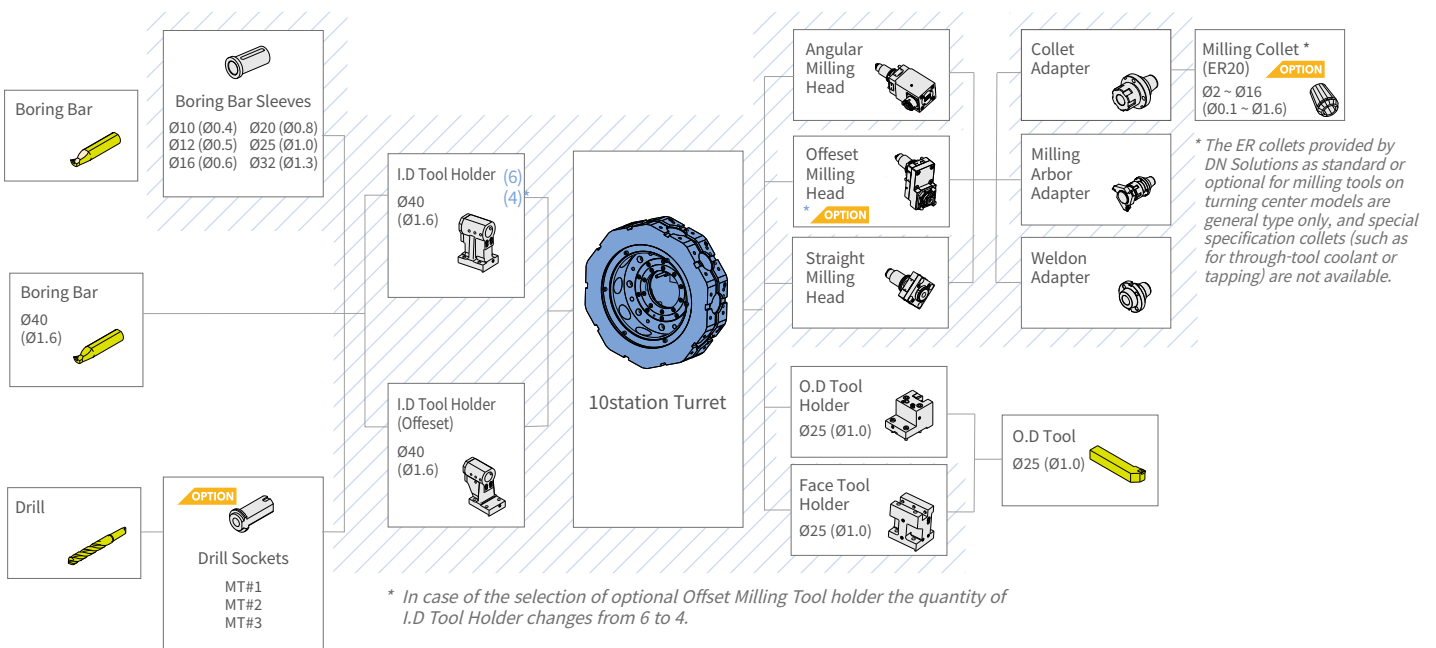 Boring Bar
Boring Bar Sleeves
Ø10 (Ø0.4) Ø20 (Ø0.8)
Ø12 (Ø0.5) Ø25 (Ø1.0)
Ø16 (Ø0.6) Ø32 (Ø1.3)
Boring Bar
Ø40
(Ø1.6)
Drill
OPTION
Drill Sockets
MT#1
MT#2
MT#3
I.D Tool Holder (6)
(4)*
Ø40
(Ø1.6)
I.D Tool Holder
(Offeset)
Ø40
(Ø1.6)
10station Turret
Angular
Milling
Head
Offeset
Milling
Head
* OPTION
Straight
Milling
Head
O.D Tool
Holder
Ø25 (Ø1.0)
Face Tool
Holder
Ø25 (Ø1.0)
O.D Tool
Ø25 (Ø1.0)
Collet
Adapter
Milling
Arbor
Adapter
Weldon
Adapter
Milling Collet *
(ER20) OPTION
Ø2 ~ Ø16
(Ø0.1 ~ Ø1.6)
* The ER collets provided by
DN Solutions as standard or
optional for milling tools on
turning center models are
general type only, and special
specification collets (such as
for through-tool coolant or
tapping) are not available.
* In case of the selection of optional Offset Milling Tool holder the quantity of
I.D Tool Holder changes from 6 to 4.